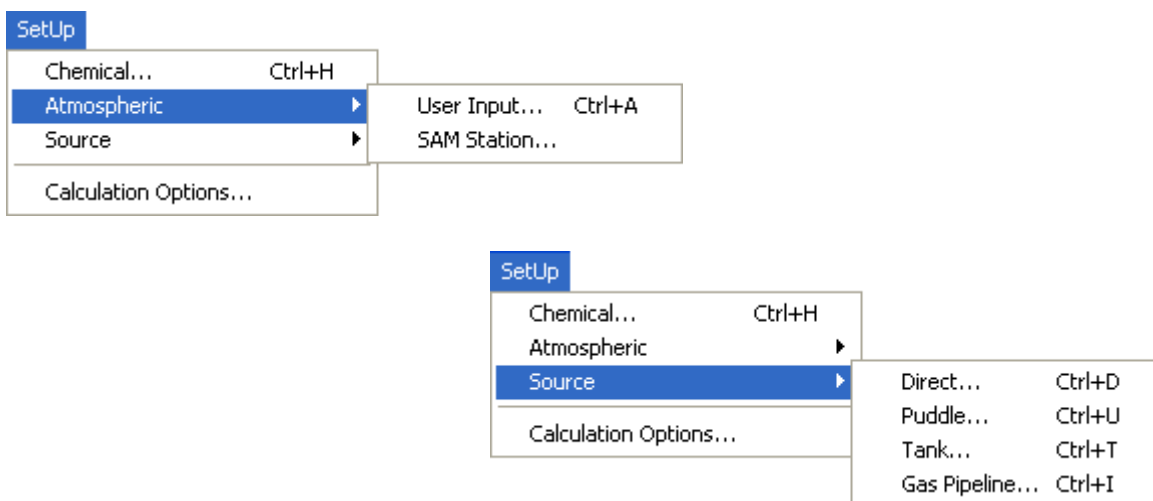 SetUp
Chemical... Ctrl+H
Atmospheric
User Input... Ctrl+A
Source
SAM Station...
Calculation Options...
SetUp
Chemical... Ctrl+H
Atmospheric
Source
Direct... Ctrl+D
Puddle... Ctrl+U
Calculation Options...
Tank... Ctrl+T
Gas Pipeline... Ctrl+I